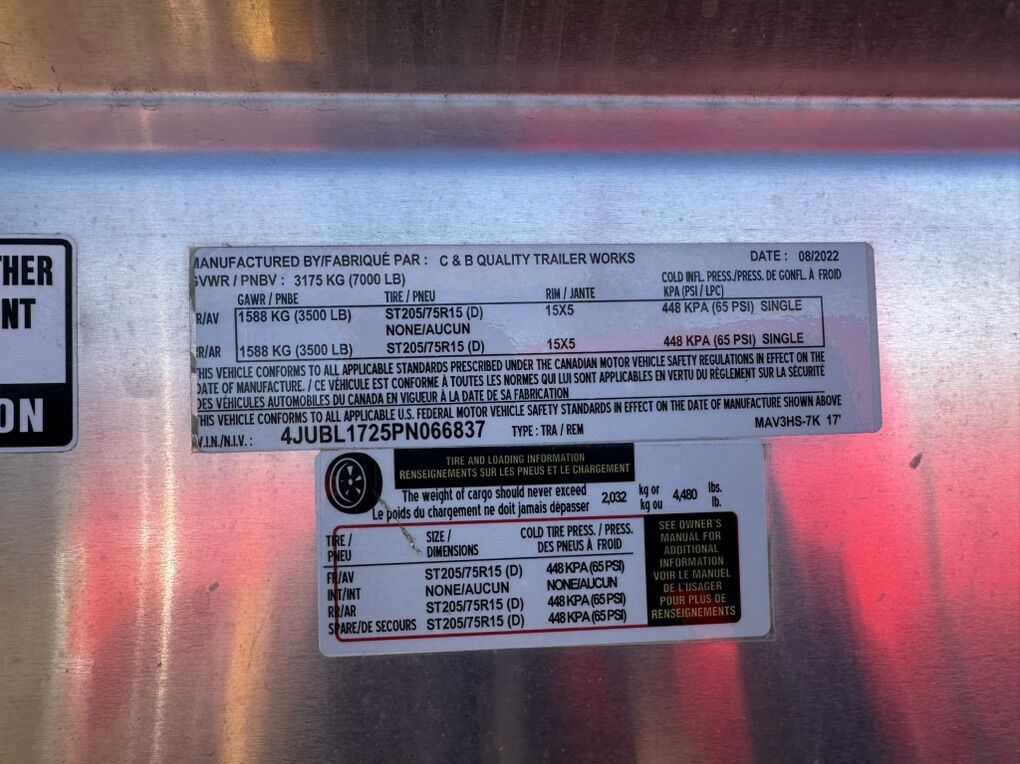 THER
NT
ON
MANUFACTURED BY/FABRIQUÉ PAR : C & B QUALITY TRAILER WORKS DATE : 08/2022
GVWR / PNBV : 3175 KG (7000 LB)
COLD INFL. PRESS./PRESS. DE GONFL. À FROID
GAWR / PNBE TIRE / PNEU RIM / JANTE KPA (PSI / LPC)
FR/AV 1588 KG (3500 LB) ST205/75R15 (D) 15X5 448 KPA (65 PSI) SINGLE
NONE/AUCUN
RR/AR 1588 KG (3500 LB) ST205/75R15 (D) 15X5 448 KPA (65 PSI) SINGLE
THIS VEHICLE CONFORMS TO ALL APPLICABLE STANDARDS PRESCRIBED UNDER THE CANADIAN MOTOR VEHICLE SAFETY REGULATIONS IN EFFECT ON THE
DATE OF MANUFACTURE. / CE VÉHICULE EST CONFORME À TOUTES LES NORMES QUI LUI SONT APPLICABLES EN VERTU DU RÈGLEMENT SUR LA SÉCURITÉ
DES VÉHICULES AUTOMOBILES DU CANADA EN VIGUEUR À LA DATE DE SA FABRICATION
THIS VEHICLE CONFORMS TO ALL APPLICABLE U.S. FEDERAL MOTOR VEHICLE SAFETY STANDARDS IN EFFECT ON THE DATE OF MANUFACTURE SHOWN ABOVE
V.I.N./N.I.V.: 4JUBL1725PN066837 TYPE : TRA / REM MAV3HS-7K 17'
TIRE AND LOADING INFORMATION
RENSEIGNEMENTS SUR LES PNEUS ET LE CHARGEMENT
The weight of cargo should never exceed 2,032 kg or 4,480 lbs.
Le poids du chargement ne doit jamais dépasser kg ou lb.
TIRE / SIZE / COLD TIRE PRESS. / PRESS.
PNEU DIMENSIONS DES PNEUS À FROID
FR/AV ST205/75R15 (D) 448 KPA (65 PSI)
INT/INT NONE/AUCUN NONE/AUCUN
RR/AR ST205/75R15 (D) 448 KPA (65 PSI)
SPARE/DE SECOURS ST205/75R15 (D) 448 KPA (65 PSI)
SEE OWNER'S
MANUAL FOR
ADDITIONAL
INFORMATION
VOIR LE MANUEL
DE L'USAGER
POUR PLUS DE
RENSEIGNEMENTS